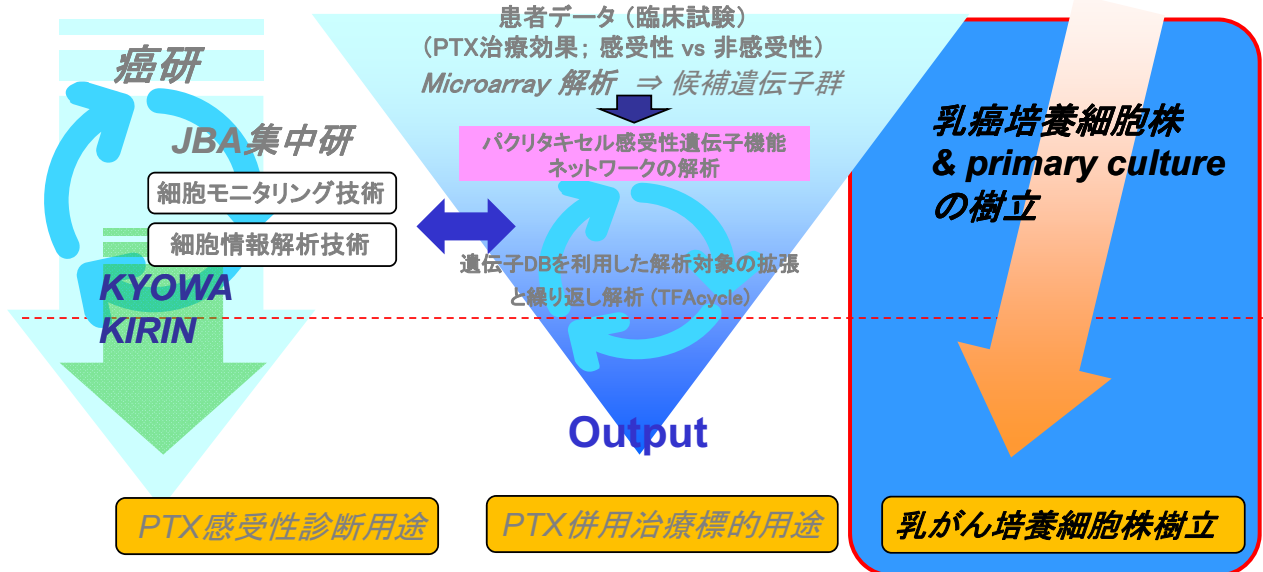 癌研
JBA集中研
細胞モニタリング技術
細胞情報解析技術
KYOWA
KIRIN
患者データ（臨床試験）
（PTX治療効果； 感受性 vs 非感受性）
Microarray 解析 ⇒ 候補遺伝子群
パクリタキセル感受性遺伝子機能
ネットワークの解析
遺伝子DBを利用した解析対象の拡張
と繰り返し解析 (TFAcycle)
Output
乳癌培養細胞株
& primary culture
の樹立
PTX感受性診断用途
PTX併用治療標的用途
乳がん培養細胞株樹立